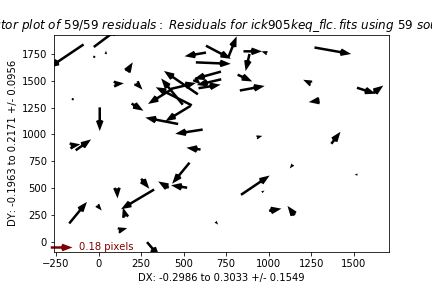 tor plot of 59/59 residuals: Residuals for ick905keq_flc.fits using 59 sou
DY: -0.1963 to 0.2171 +/- 0.0956
1750
1500
1250
1000
750
500
250
0
0.18 pixels
-250 0 250 500 750 1000 1250 1500
DX: -0.2986 to 0.3033 +/- 0.1549